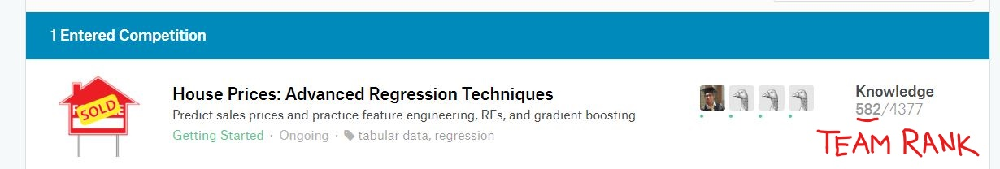 1 Entered Competition
SOLD
House Prices: Advanced Regression Techniques
Predict sales prices and practice feature engineering, RFs, and gradient boosting
Getting Started · Ongoing · tabular data, regression
Knowledge
582/4377
TEAM RANK